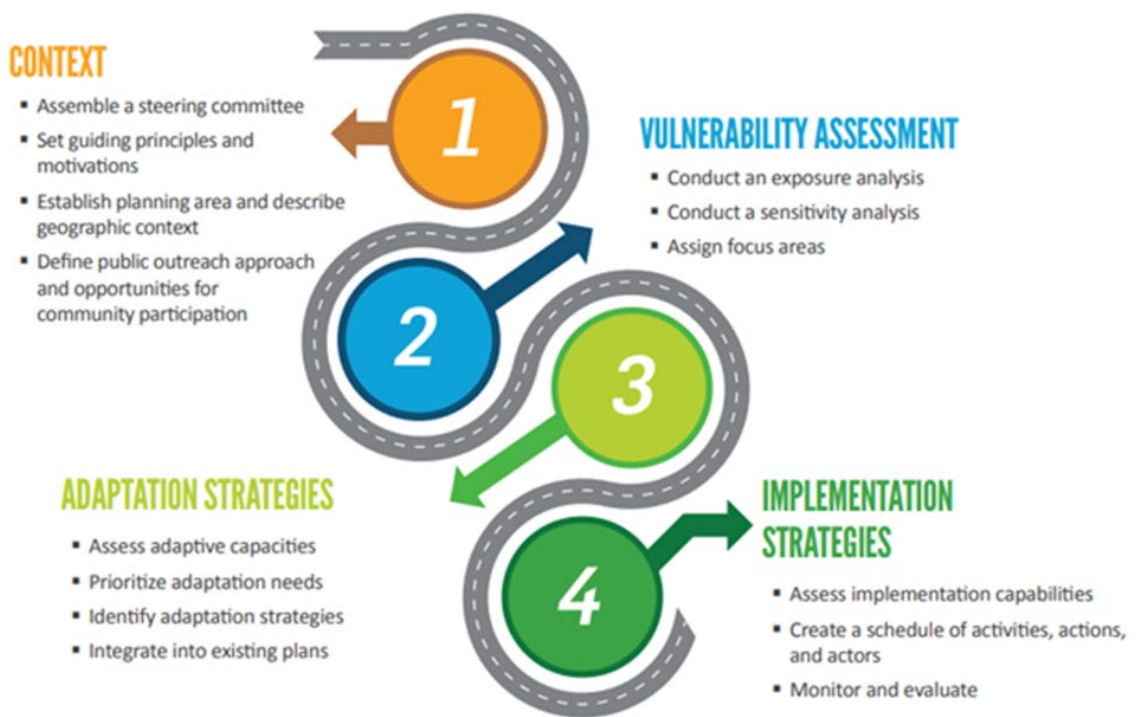 CONTEXT
▪ Assemble a steering committee
▪ Set guiding principles and
motivations
▪ Establish planning area and describe
geographic context
▪ Define public outreach approach
and opportunities for
community participation
1
VULNERABILITY ASSESSMENT
▪ Conduct an exposure analysis
▪ Conduct a sensitivity analysis
▪ Assign focus areas
2
3
ADAPTATION STRATEGIES
▪ Assess adaptive capacities
▪ Prioritize adaptation needs
▪ Identify adaptation strategies
▪ Integrate into existing plans
4
IMPLEMENTATION
STRATEGIES
▪ Assess implementation capabilities
▪ Create a schedule of activities, actions,
and actors
▪ Monitor and evaluate